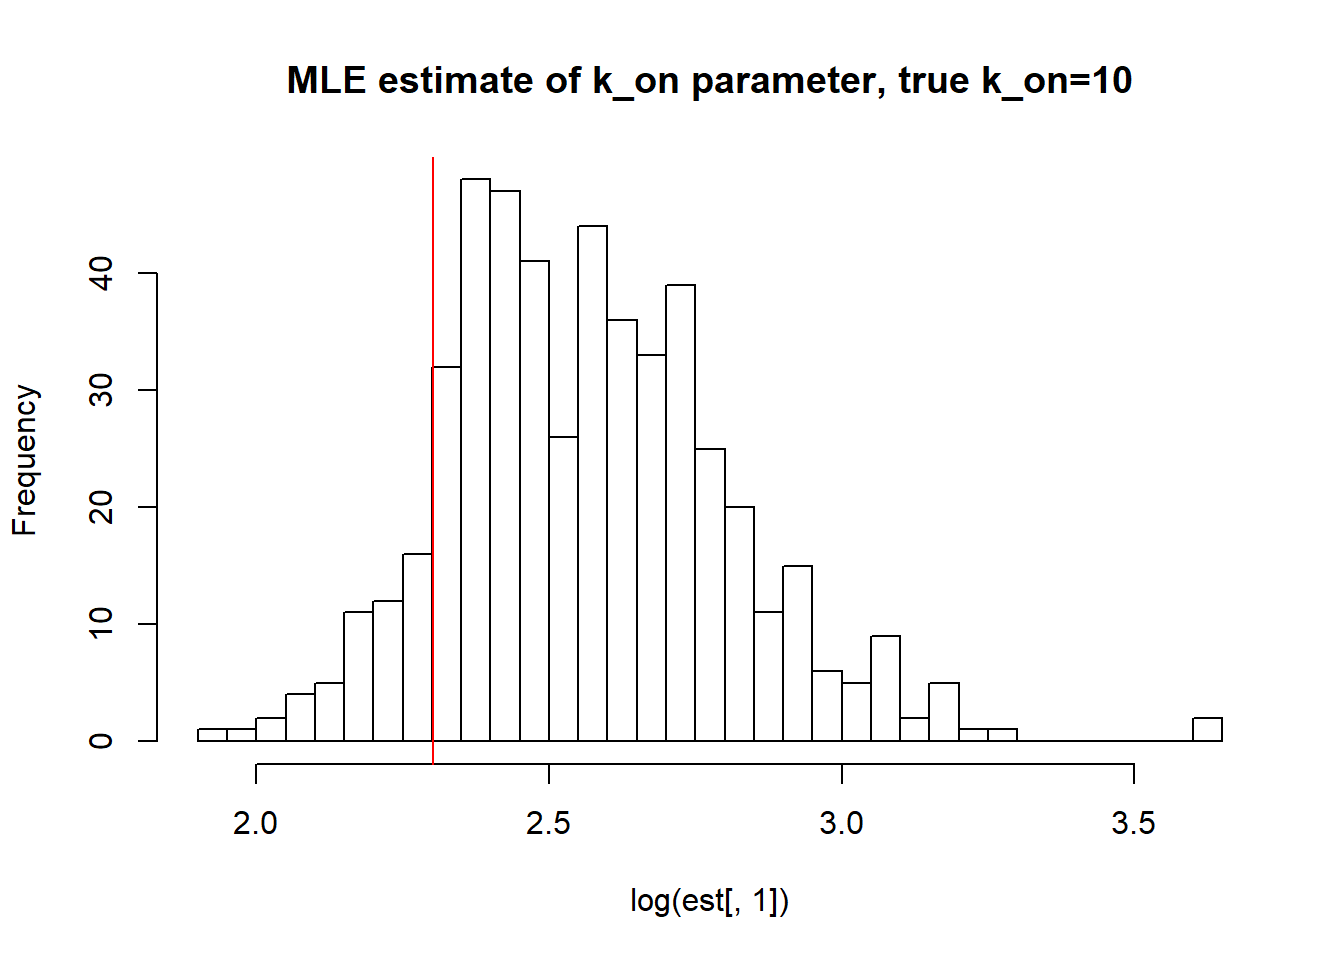 MLE estimate of k_on parameter, true k_on=10
Frequency
40
30
20
10
0
2.0 2.5 3.0 3.5
log(est[, 1])